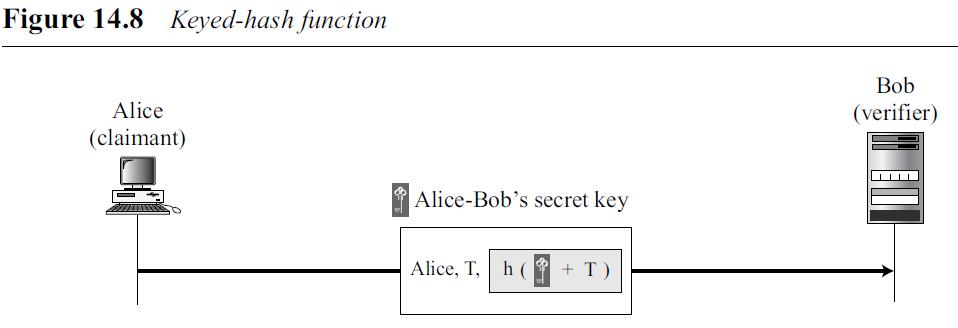 Figure 14.8 Keyed-hash function
Alice
(claimant)
Bob
(verifier)
Alice-Bob’s secret key
Alice, T, h ( + T )